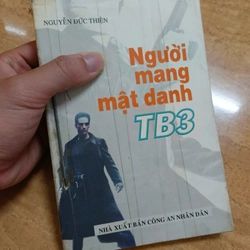 NGUYỄN ĐỨC THIỆN
Người
mang
mật danh
TB3
NHÀ XUẤT BẢN CÔNG AN NHÂN DÂN